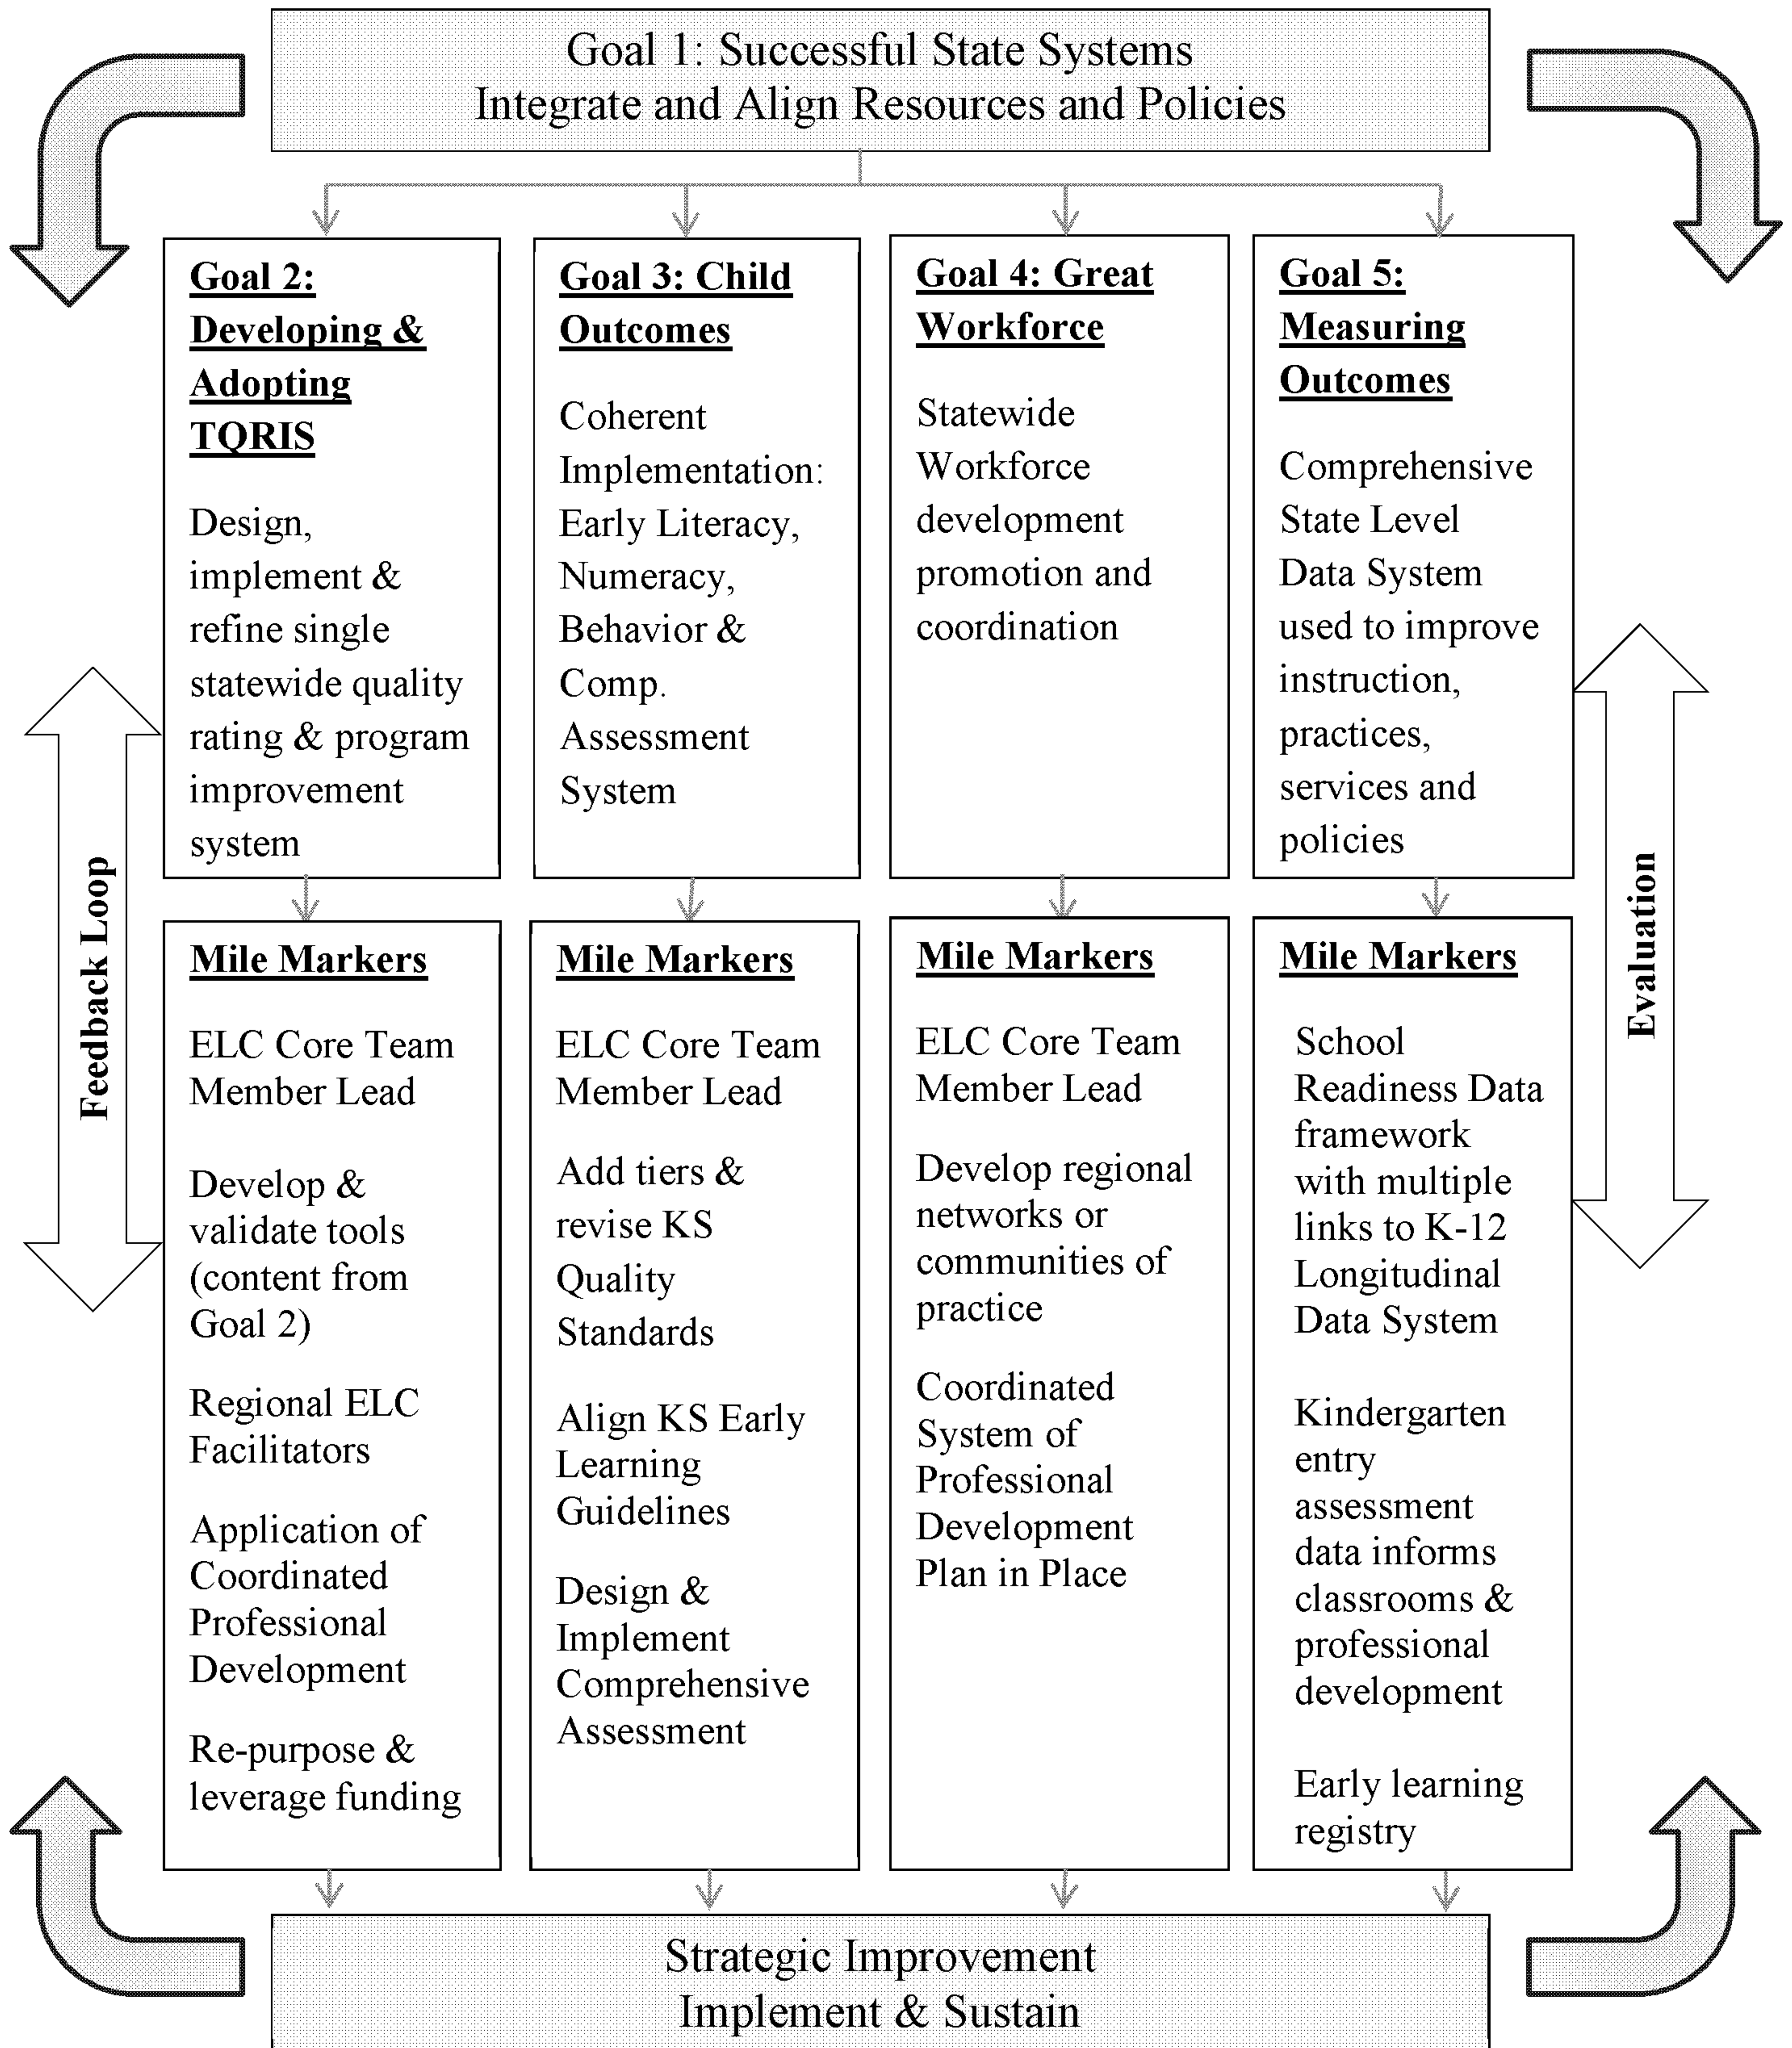 Goal 1: Successful State Systems
Integrate and Align Resources and Policies
Goal 2:
Developing &
Adopting
TQRIS
Design,
implement &
refine single
statewide quality
rating & program
improvement
system
Goal 3: Child
Outcomes
Coherent
Implementation:
Early Literacy,
Numeracy,
Behavior &
Comp.
Assessment
System
Goal 4: Great
Workforce
Statewide
Workforce
development
promotion and
coordination
Goal 5:
Measuring
Outcomes
Comprehensive
State Level
Data System
used to improve
instruction,
practices,
services and
policies
Feedback Loop
Evaluation
Mile Markers
ELC Core Team
Member Lead
Develop &
validate tools
(content from
Goal 2)
Regional ELC
Facilitators
Application of
Coordinated
Professional
Development
Re-purpose &
leverage funding
Mile Markers
ELC Core Team
Member Lead
Add tiers &
revise KS
Quality
Standards
Align KS Early
Learning
Guidelines
Design &
Implement
Comprehensive
Assessment
Mile Markers
ELC Core Team
Member Lead
Develop regional
networks or
communities of
practice
Coordinated
System of
Professional
Development
Plan in Place
Mile Markers
School
Readiness Data
framework
with multiple
links to K-12
Longitudinal
Data System
Kindergarten
entry
assessment
data informs
classrooms &
professional
development
Early learning
registry
Strategic Improvement
Implement & Sustain